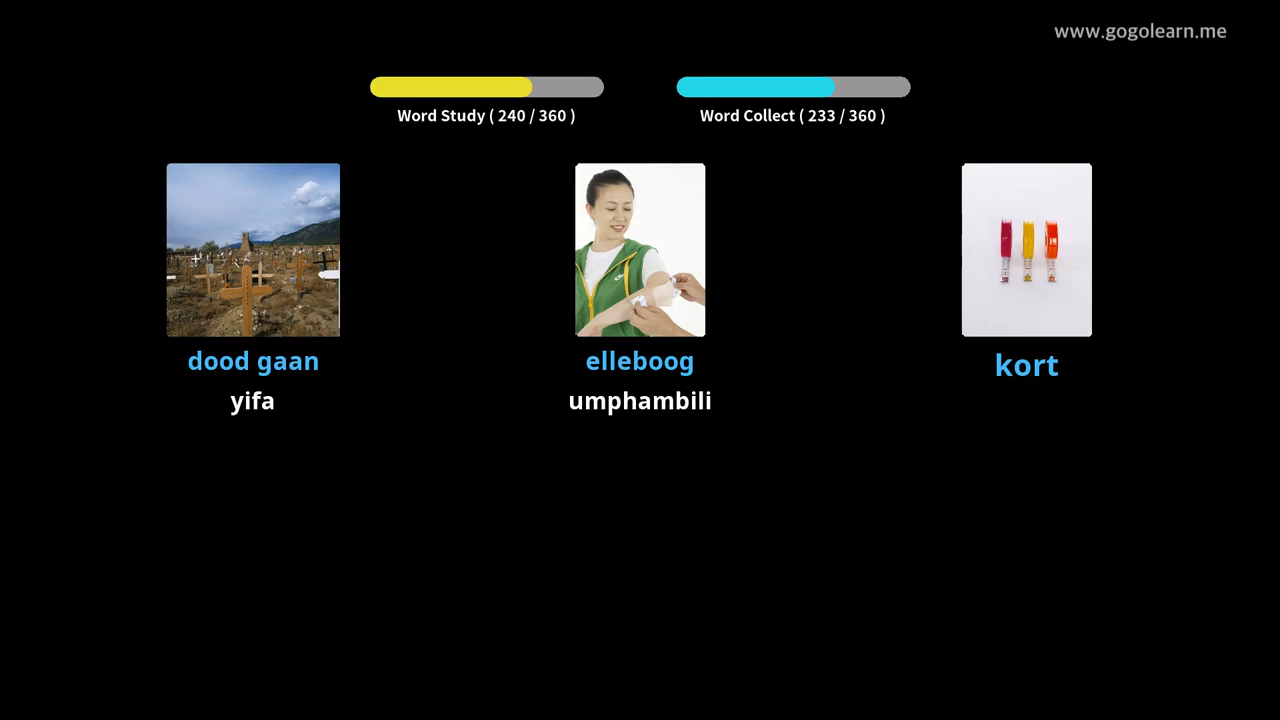 www.gogolearn.me
Word Study ( 240 / 360 )
Word Collect ( 233 / 360 )
dood gaan
yifa
elleboog
umphambili
kort